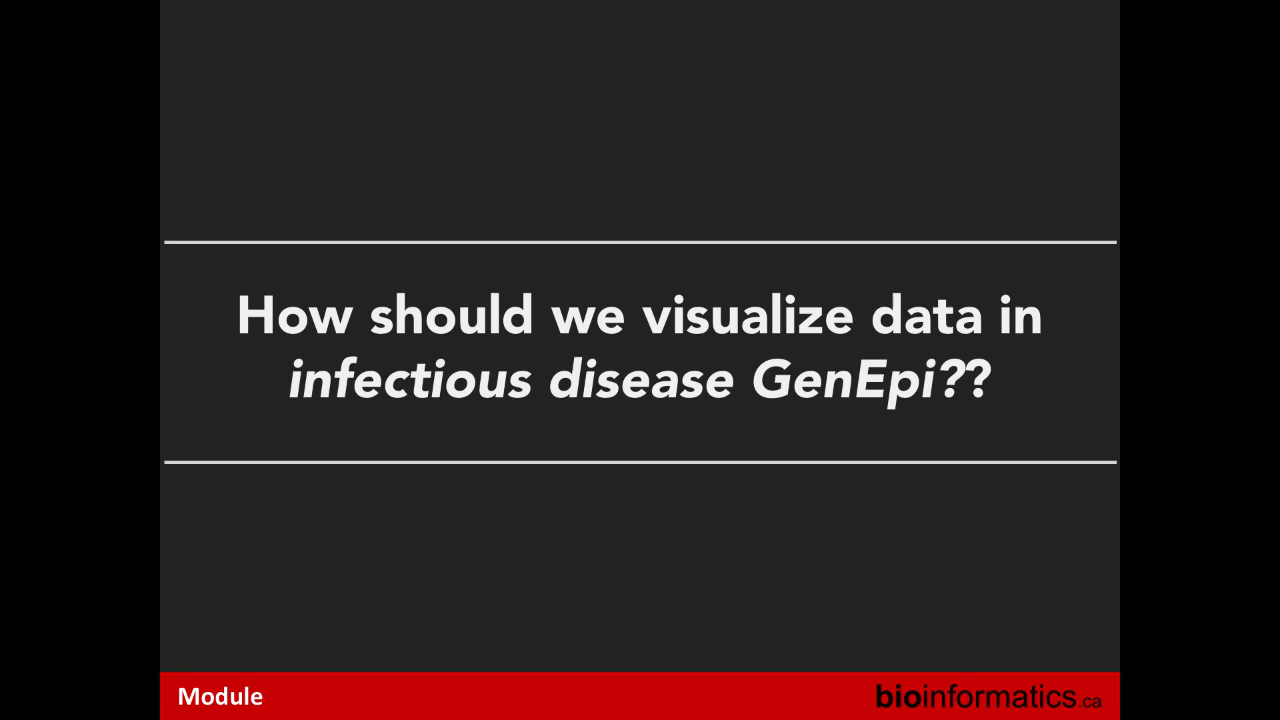 How should we visualize data in
infectious disease GenEpi??
Module
bioinformatics.ca